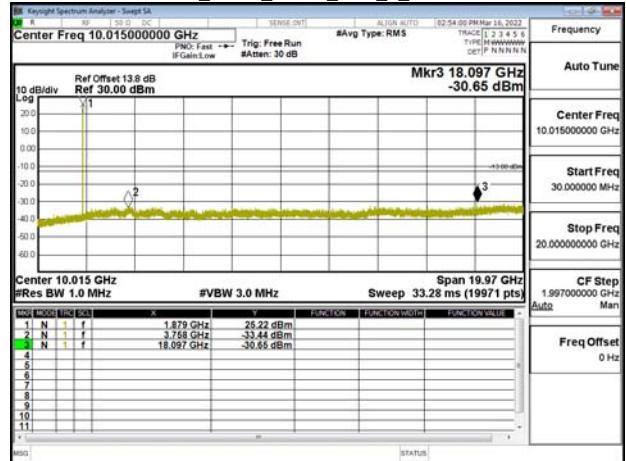 Keysight Spectrum Analyzer - Swept SA
RF 50 Ω DC SENSE:INT ALIGN AUTO 02:54:00 PM Mar 16, 2022
Center Freq 10.015000000 GHz
PNO: Fast
IFGain:Low
Trig: Free Run
#Atten: 30 dB
#Avg Type: RMS
TRACE 1 2 3 4 5 6
TYPE M WWWWW
DET P N N N N N
Frequency
Auto Tune
Ref Offset 13.8 dB
Ref 30.00 dBm
10 dB/div
Log
Mkr3 18.097 GHz
-30.65 dBm
20.0
10.0
0.00
-10.0
-20.0
-30.0
-40.0
-50.0
-60.0
1
2
3
-13.00 dBm
Center Freq
10.015000000 GHz
Start Freq
30.000000 MHz
Stop Freq
20.000000000 GHz
Center 10.015 GHz
#Res BW 1.0 MHz
#VBW 3.0 MHz
Span 19.97 GHz
Sweep 33.28 ms (19971 pts)
CF Step
1.997000000 GHz
Auto Man
Freq Offset
0 Hz
MKR MODE TRC SCL X Y FUNCTION FUNCTION WIDTH FUNCTION VALUE
1 N 1 f 1.879 GHz 25.22 dBm
2 N 1 f 3.758 GHz -33.44 dBm
3 N 1 f 18.097 GHz -30.65 dBm
4
5
6
7
8
9
10
11
MSG
STATUS